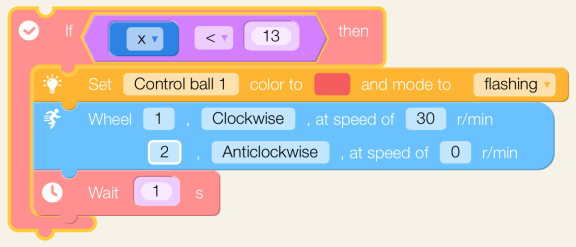 If x < 13 then
Set Control ball 1 color to and mode to flashing
Wheel 1 , Clockwise , at speed of 30 r/min
2 , Anticlockwise , at speed of 0 r/min
Wait 1 s